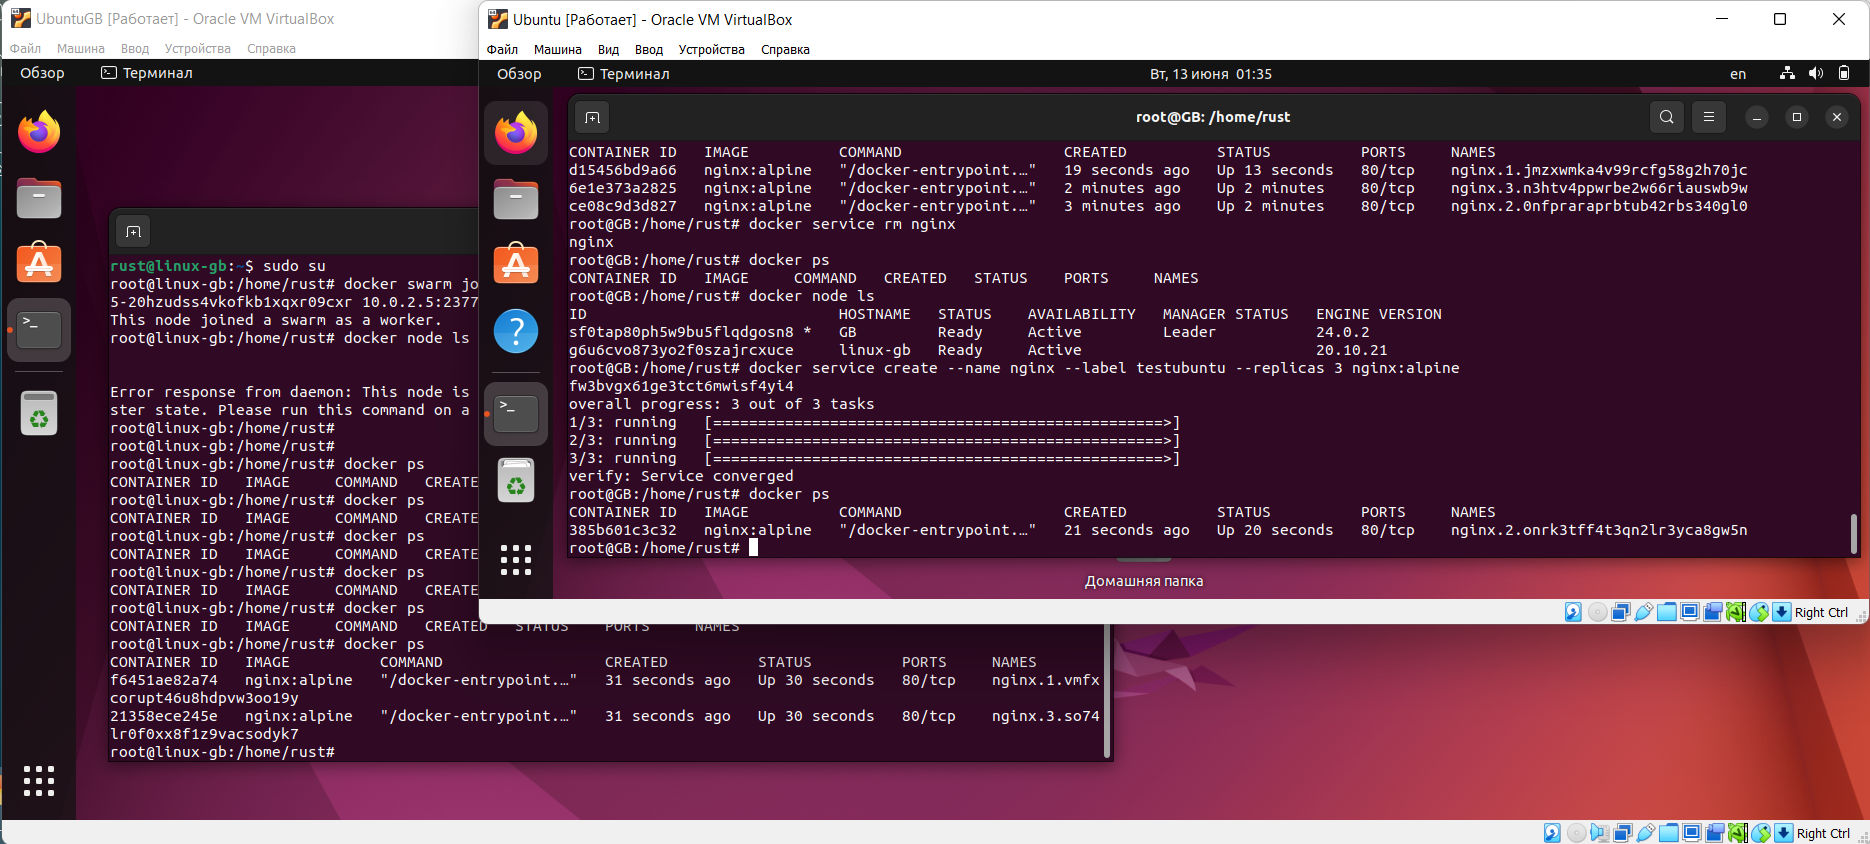 UbuntuGB [Работает] - Oracle VM VirtualBox
Файл Машина Ввод Устройства Справка
Обзор Терминал
rust@linux-gb:~$ sudo su
root@linux-gb:/home/rust# docker swarm jo
5-20hzudss4vkofkb1xqxr09cxr 10.0.2.5:2377
This node joined a swarm as a worker.
root@linux-gb:/home/rust# docker node ls
Error response from daemon: This node is
ster state. Please run this command on a
root@linux-gb:/home/rust#
root@linux-gb:/home/rust#
root@linux-gb:/home/rust# docker ps
CONTAINER ID IMAGE COMMAND CREATE
root@linux-gb:/home/rust# docker ps
CONTAINER ID IMAGE COMMAND CREATE
root@linux-gb:/home/rust# docker ps
CONTAINER ID IMAGE COMMAND CREATE
root@linux-gb:/home/rust# docker ps
CONTAINER ID IMAGE COMMAND CREATE
root@linux-gb:/home/rust# docker ps
CONTAINER ID IMAGE COMMAND CREATED STATUS PORTS NAMES
root@linux-gb:/home/rust# docker ps
CONTAINER ID IMAGE COMMAND CREATED STATUS PORTS NAMES
f6451ae82a74 nginx:alpine "/docker-entrypoint.…" 31 seconds ago Up 30 seconds 80/tcp nginx.1.vmfx
corupt46u8hdpvw3oo19y
21358ece245e nginx:alpine "/docker-entrypoint.…" 31 seconds ago Up 30 seconds 80/tcp nginx.3.so74
lr0f0xx8f1z9vacsodyk7
root@linux-gb:/home/rust#
Right Ctrl
Ubuntu [Работает] - Oracle VM VirtualBox
Файл Машина Вид Ввод Устройства Справка
Обзор Терминал Вт, 13 июня 01:35 en
root@GB: /home/rust
CONTAINER ID IMAGE COMMAND CREATED STATUS PORTS NAMES
d15456bd9a66 nginx:alpine "/docker-entrypoint.…" 19 seconds ago Up 13 seconds 80/tcp nginx.1.jmzxwmka4v99rcfg58g2h70jc
6e1e373a2825 nginx:alpine "/docker-entrypoint.…" 2 minutes ago Up 2 minutes 80/tcp nginx.3.n3htv4ppwrbe2w66riauswb9w
ce08c9d3d827 nginx:alpine "/docker-entrypoint.…" 3 minutes ago Up 2 minutes 80/tcp nginx.2.0nfpraraprbtub42rbs340gl0
root@GB:/home/rust# docker service rm nginx
nginx
root@GB:/home/rust# docker ps
CONTAINER ID IMAGE COMMAND CREATED STATUS PORTS NAMES
root@GB:/home/rust# docker node ls
ID HOSTNAME STATUS AVAILABILITY MANAGER STATUS ENGINE VERSION
sf0tap80ph5w9bu5flqdgosn8 * GB Ready Active Leader 24.0.2
g6u6cvo873yo2f0szajrcxuce linux-gb Ready Active 20.10.21
root@GB:/home/rust# docker service create --name nginx --label testubuntu --replicas 3 nginx:alpine
fw3bvgx61ge3tct6mwisf4yi4
overall progress: 3 out of 3 tasks
1/3: running [==================================================>]
2/3: running [==================================================>]
3/3: running [==================================================>]
verify: Service converged
root@GB:/home/rust# docker ps
CONTAINER ID IMAGE COMMAND CREATED STATUS PORTS NAMES
385b601c3c32 nginx:alpine "/docker-entrypoint.…" 21 seconds ago Up 20 seconds 80/tcp nginx.2.onrk3tff4t3qn2lr3yca8gw5n
root@GB:/home/rust#
Домашняя папка
Right Ctrl